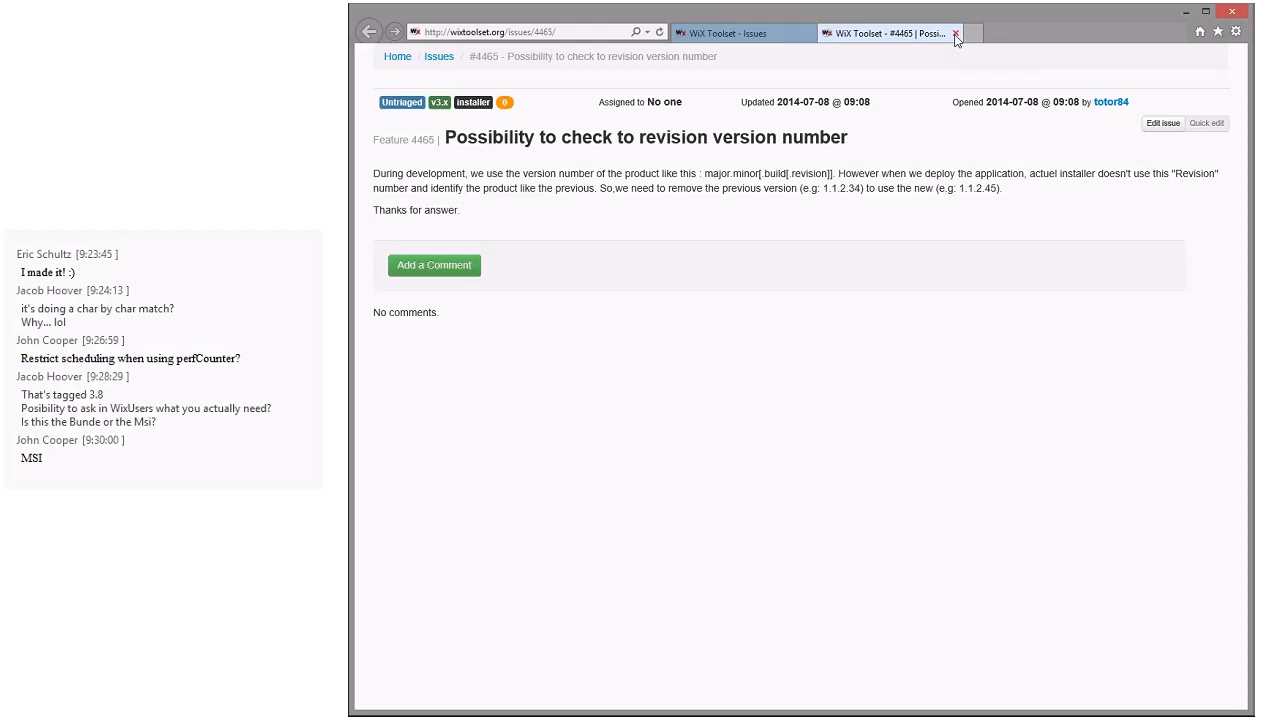 http://wixtoolset.org/issues/4465/
WiX Toolset - Issues
WiX Toolset - #4465 | Possi...
Home / Issues / #4465 - Possibility to check to revision version number
Untriaged v3.x installer 0 Assigned to No one Updated 2014-07-08 @ 09:08 Opened 2014-07-08 @ 09:08 by totor84
Edit issue Quick edit
Feature 4465 | Possibility to check to revision version number
During development, we use the version number of the product like this : major.minor[.build[.revision]]. However when we deploy the application, actuel installer doesn't use this "Revision"
number and identify the product like the previous. So,we need to remove the previous version (e.g: 1.1.2.34) to use the new (e.g: 1.1.2.45).
Thanks for answer.
Add a Comment
No comments.
Eric Schultz [9:23:45 ]
I made it! :)
Jacob Hoover [9:24:13 ]
it's doing a char by char match?
Why... lol
John Cooper [9:26:59 ]
Restrict scheduling when using perfCounter?
Jacob Hoover [9:28:29 ]
That's tagged 3.8
Posibility to ask in WixUsers what you actually need?
Is this the Bunde or the Msi?
John Cooper [9:30:00 ]
MSI